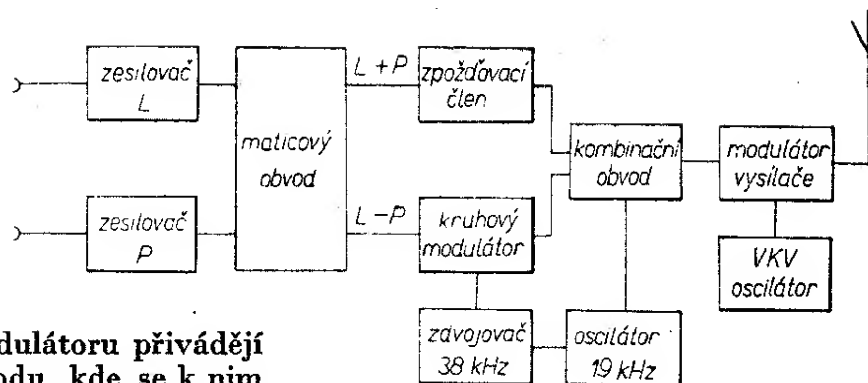 zesilovač
L
maticový
obvod
L+P
zpožďovací
člen
kombinační
obvod
modulátor
vysílače
zesilovač
P
L−P
kruhový
modulátor
VKV
oscilátor
zdvojovač
38 kHz
oscilátor
19 kHz
dulátoru přivádějí
odu, kde se k nim